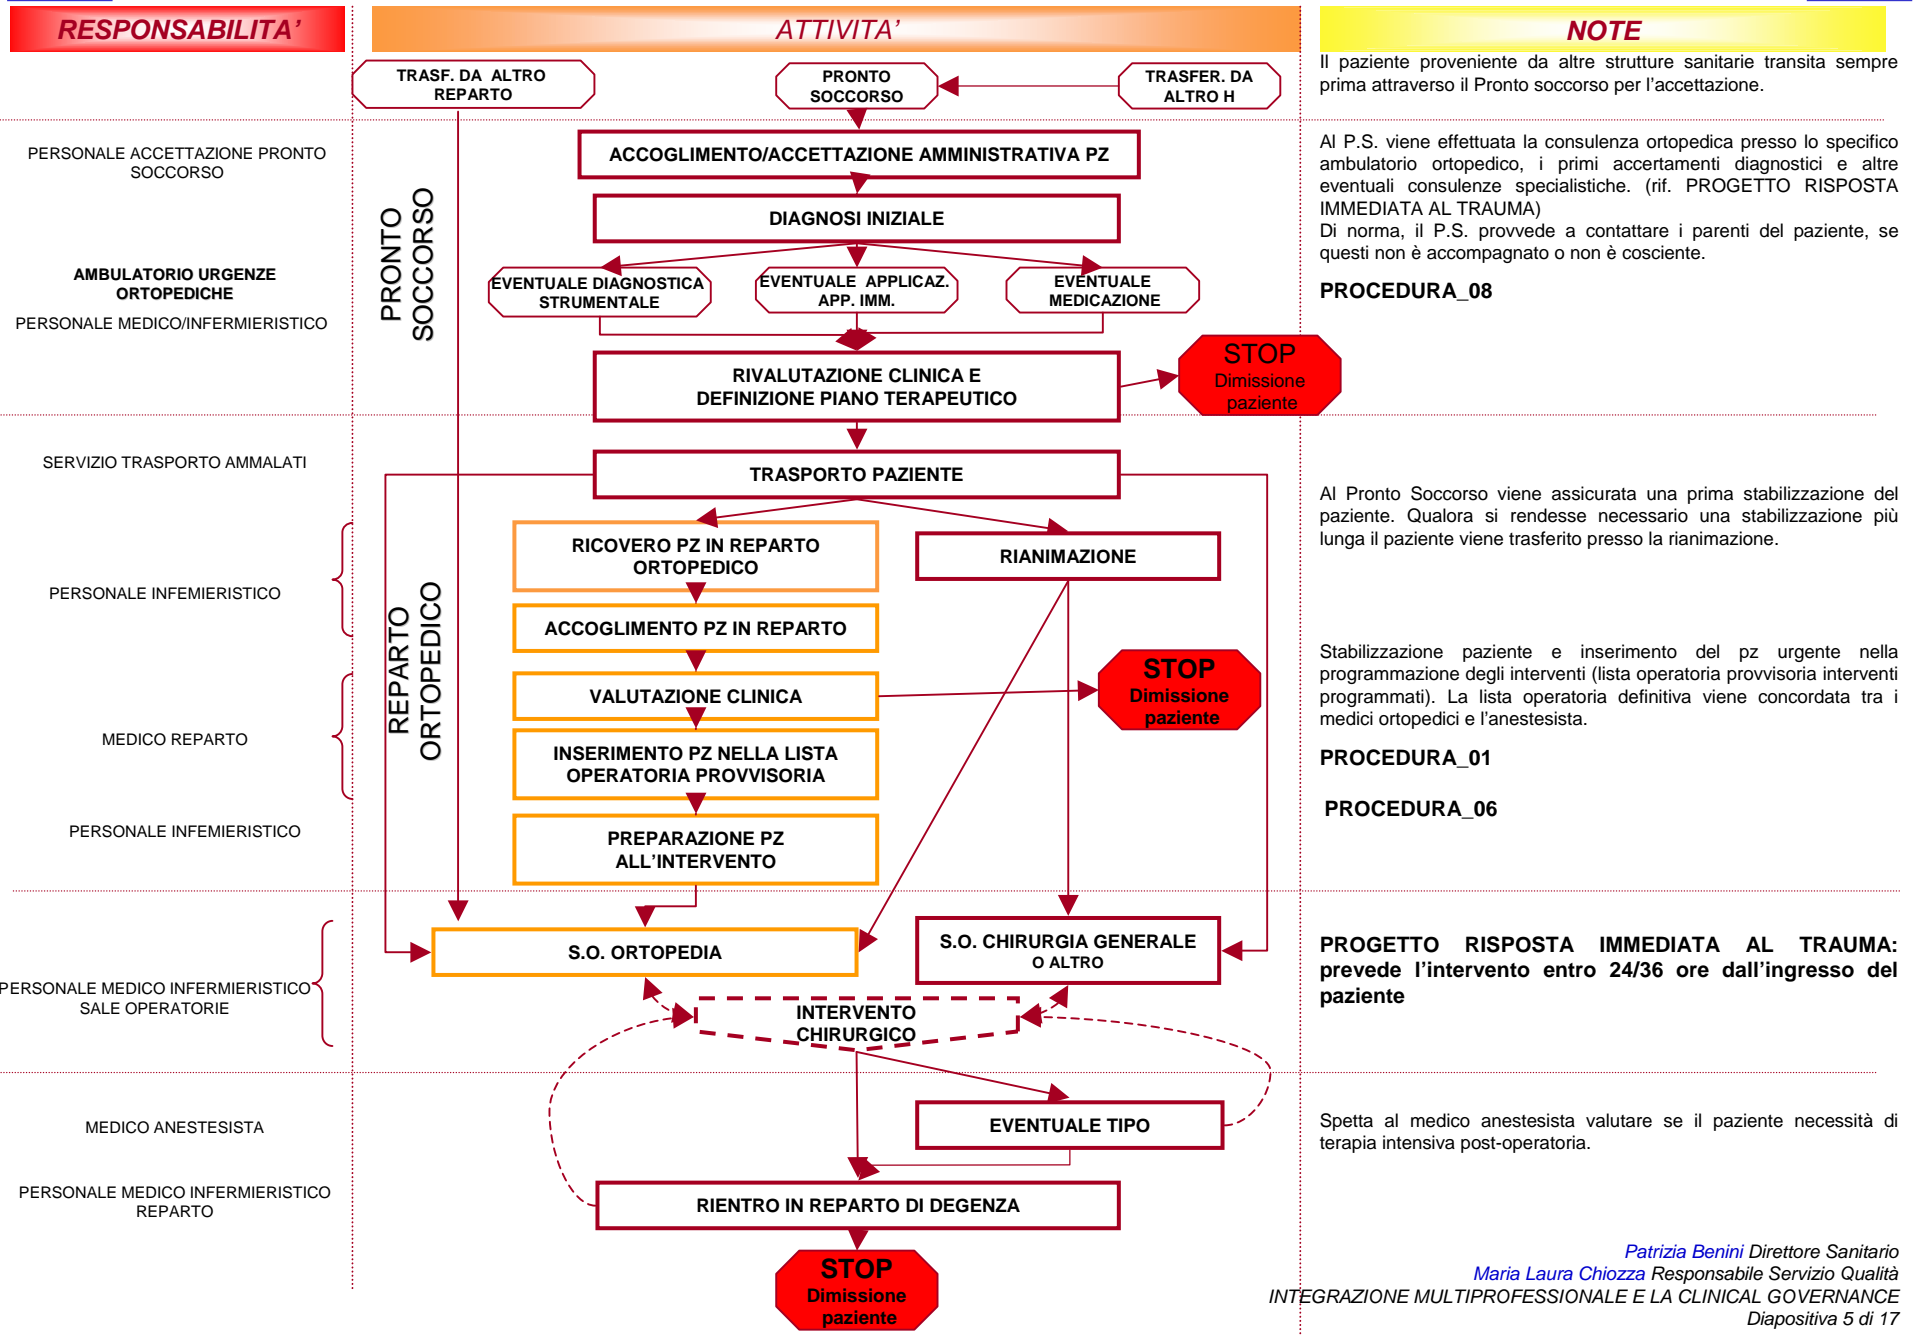 RESPONSABILITA’
ATTIVITA’
NOTE
TRASF. DA ALTRO
REPARTO
PRONTO
SOCCORSO
TRASFER. DA
ALTRO H
Il paziente proveniente da altre strutture sanitarie transita sempre
prima attraverso il Pronto soccorso per l’accettazione.
PERSONALE ACCETTAZIONE PRONTO
SOCCORSO
ACCOGLIMENTO/ACCETTAZIONE AMMINISTRATIVA PZ
Al P.S. viene effettuata la consulenza ortopedica presso lo specifico
ambulatorio ortopedico, i primi accertamenti diagnostici e altre
eventuali consulenze specialistiche. (rif. PROGETTO RISPOSTA
IMMEDIATA AL TRAUMA)
Di norma, il P.S. provvede a contattare i parenti del paziente, se
questi non è accompagnato o non è cosciente.
PROCEDURA_08
PRONTO
SOCCORSO
DIAGNOSI INIZIALE
AMBULATORIO URGENZE
ORTOPEDICHE
PERSONALE MEDICO/INFERMIERISTICO
EVENTUALE DIAGNOSTICA
STRUMENTALE
EVENTUALE APPLICAZ.
APP. IMM.
EVENTUALE
MEDICAZIONE
RIVALUTAZIONE CLINICA E
DEFINIZIONE PIANO TERAPEUTICO
STOP
Dimissione
paziente
SERVIZIO TRASPORTO AMMALATI
TRASPORTO PAZIENTE
Al Pronto Soccorso viene assicurata una prima stabilizzazione del
paziente. Qualora si rendesse necessario una stabilizzazione più
lunga il paziente viene trasferito presso la rianimazione.
RICOVERO PZ IN REPARTO
ORTOPEDICO
RIANIMAZIONE
PERSONALE INFEMIERISTICO
REPARTO
ORTOPEDICO
ACCOGLIMENTO PZ IN REPARTO
Stabilizzazione paziente e inserimento del pz urgente nella
programmazione degli interventi (lista operatoria provvisoria interventi
programmati). La lista operatoria definitiva viene concordata tra i
medici ortopedici e l’anestesista.
PROCEDURA_01
PROCEDURA_06
VALUTAZIONE CLINICA
STOP
Dimissione
paziente
MEDICO REPARTO
INSERIMENTO PZ NELLA LISTA
OPERATORIA PROVVISORIA
PERSONALE INFEMIERISTICO
PREPARAZIONE PZ
ALL’INTERVENTO
S.O. ORTOPEDIA
S.O. CHIRURGIA GENERALE
O ALTRO
PROGETTO RISPOSTA IMMEDIATA AL TRAUMA:
prevede l’intervento entro 24/36 ore dall’ingresso del
paziente
PERSONALE MEDICO INFERMIERISTICO
SALE OPERATORIE
INTERVENTO
CHIRURGICO
MEDICO ANESTESISTA
EVENTUALE TIPO
Spetta al medico anestesista valutare se il paziente necessità di
terapia intensiva post-operatoria.
PERSONALE MEDICO INFERMIERISTICO
REPARTO
RIENTRO IN REPARTO DI DEGENZA
STOP
Dimissione
paziente
Patrizia Benini Direttore Sanitario
Maria Laura Chiozza Responsabile Servizio Qualità
INTEGRAZIONE MULTIPROFESSIONALE E LA CLINICAL GOVERNANCE
Diapositiva 5 di 17